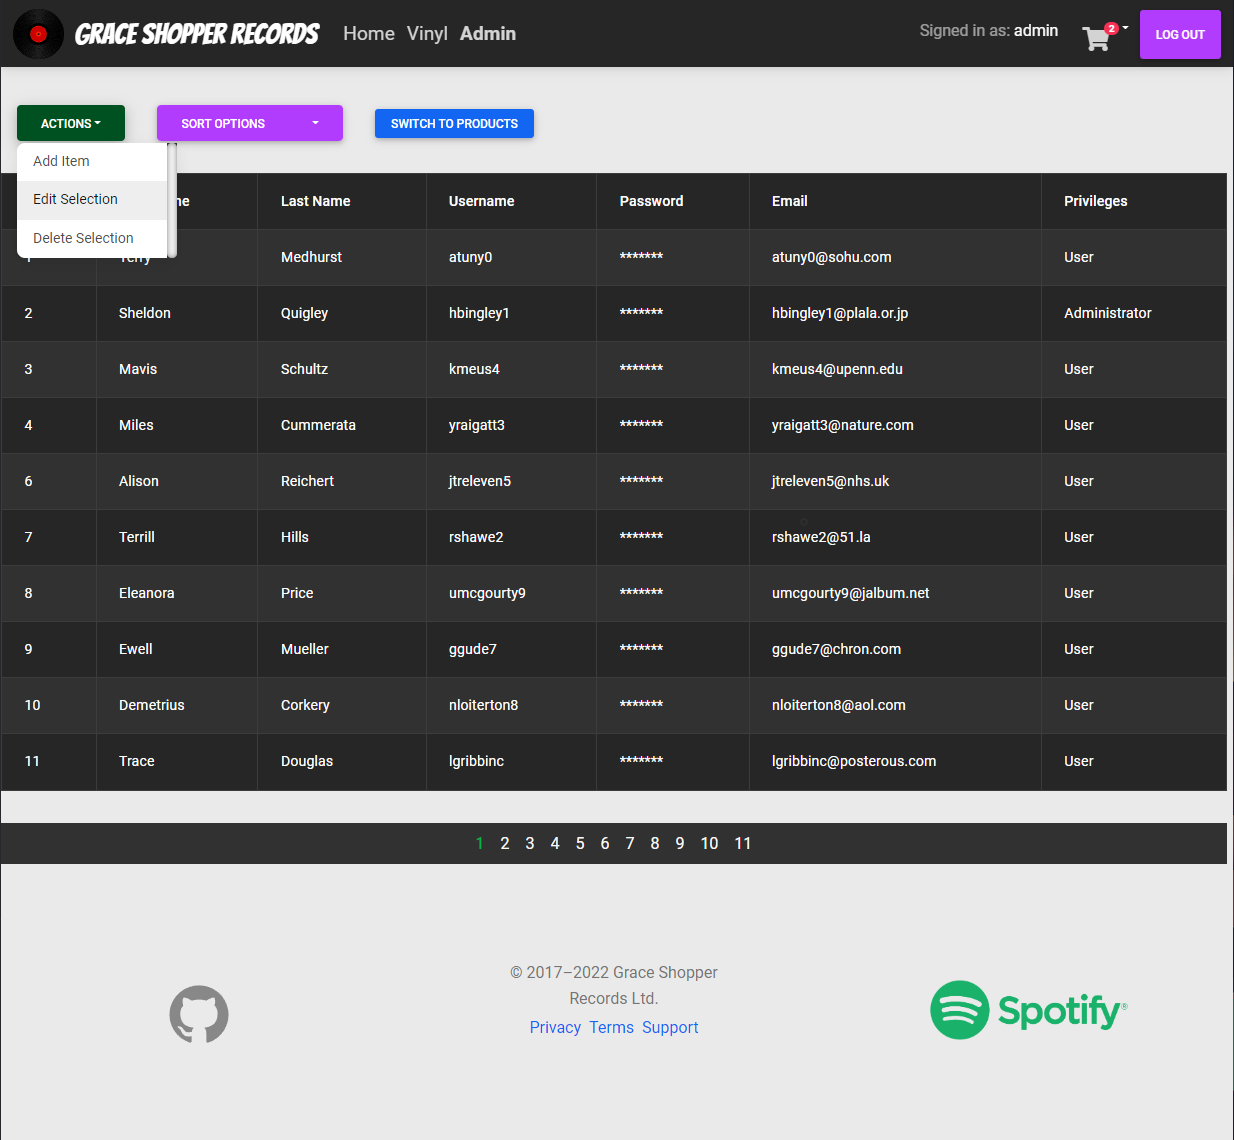 GRACE SHOPPER RECORDS Home Vinyl Admin Signed in as: admin 2 LOG OUT
ACTIONS SORT OPTIONS SWITCH TO PRODUCTS
Add Item
Edit Selection
Delete Selection
Last Name Username Password Email Privileges
Medhurst atuny0 ******* atuny0@sohu.com User
2 Sheldon Quigley hbingley1 ******* hbingley1@plala.or.jp Administrator
3 Mavis Schultz kmeus4 ******* kmeus4@upenn.edu User
4 Miles Cummerata yraigatt3 ******* yraigatt3@nature.com User
6 Alison Reichert jtreleven5 ******* jtreleven5@nhs.uk User
7 Terrill Hills rshawe2 ******* rshawe2@51.la User
8 Eleanora Price umcgourty9 ******* umcgourty9@jalbum.net User
9 Ewell Mueller ggude7 ******* ggude7@chron.com User
10 Demetrius Corkery nloiterton8 ******* nloiterton8@aol.com User
11 Trace Douglas lgribbinc ******* lgribbinc@posterous.com User
1 2 3 4 5 6 7 8 9 10 11
© 2017–2022 Grace Shopper
Records Ltd.
Privacy Terms Support
Spotify®